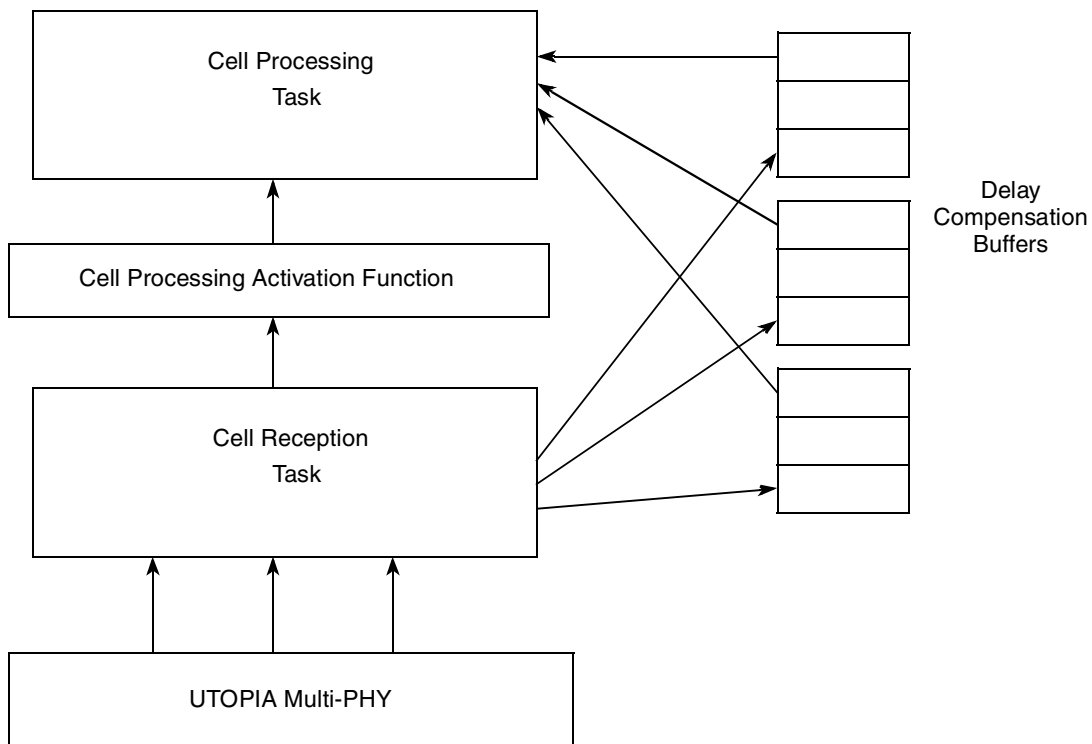 Cell Processing
Task
Delay
Compensation
Buffers
Cell Processing Activation Function
Cell Reception
Task
UTOPIA Multi-PHY